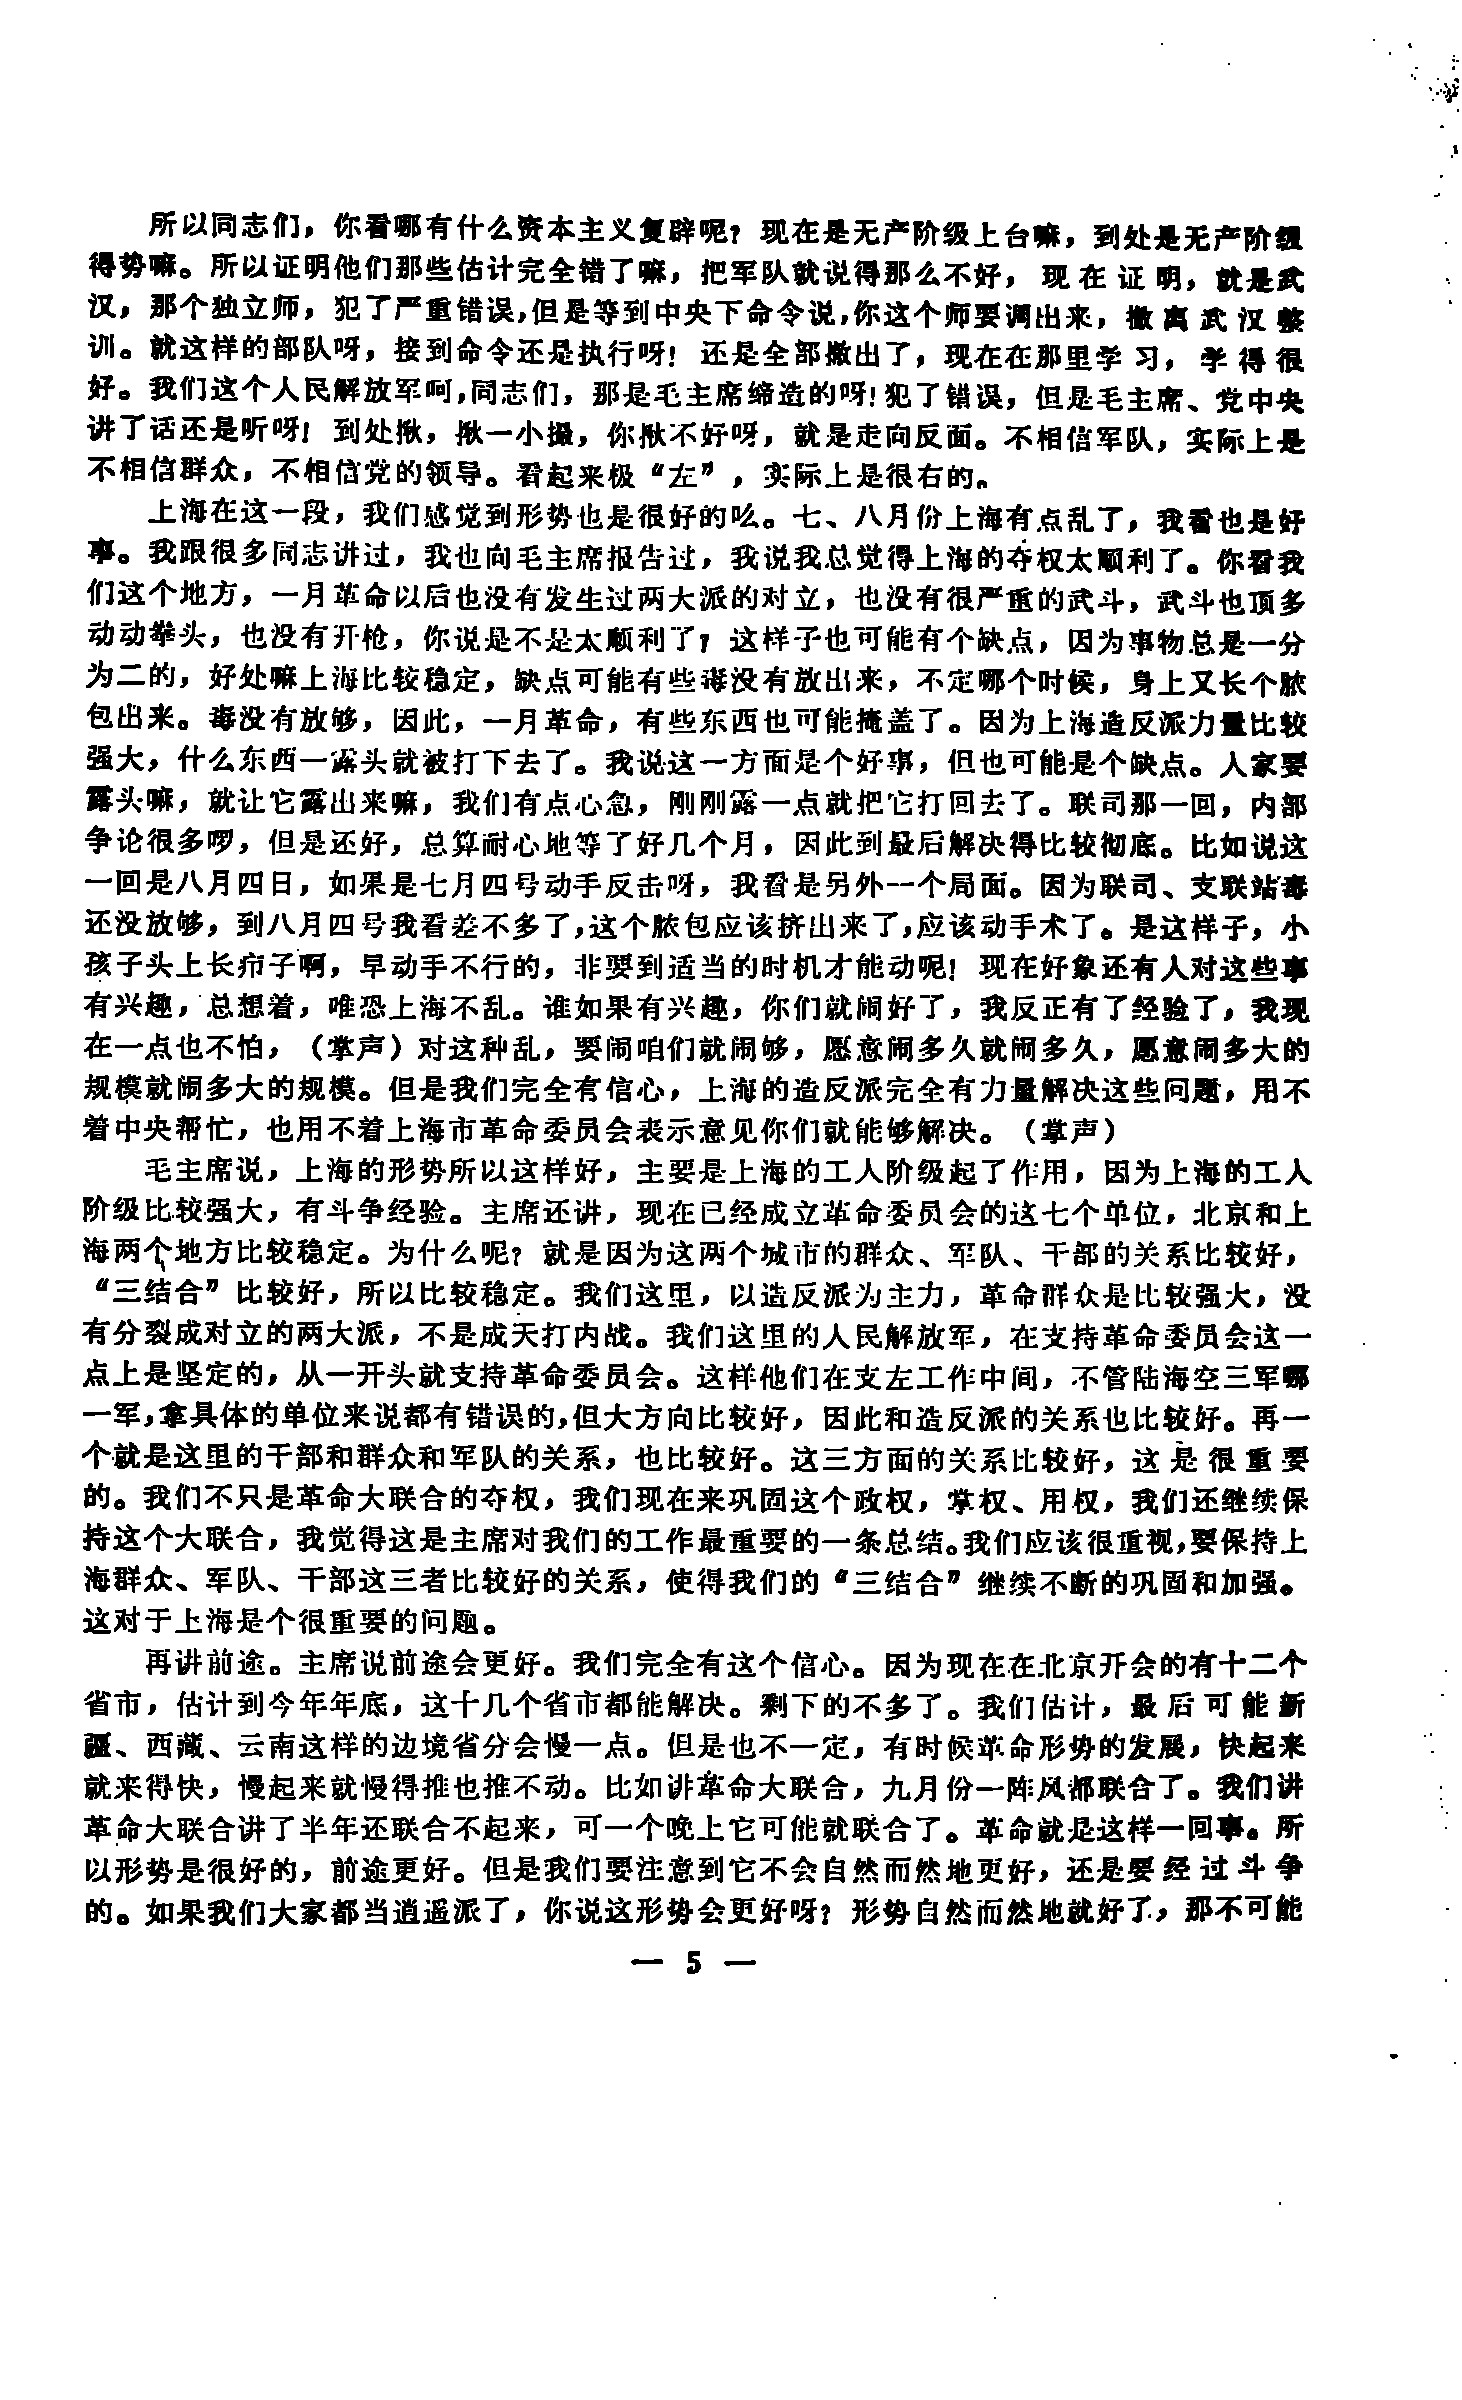 所以同志们，你看哪有什么资本主义复辟呢？现在是无产阶级上台嘛，到处是无产阶级
得势嘛。所以证明他们那些估计完全错了嘛，把军队就说得那么不好，现在证明，就是武
汉，那个独立师，犯了严重错误，但是等到中央下命令说，你这个师要调出来，撤离武汉整
训。就这样的部队呀，接到命令还是执行呀！还是全部撤出了，现在在那里学习，学得很
好。我们这个人民解放军呵，同志们，那是毛主席缔造的呀！犯了错误，但是毛主席、党中央
讲了话还是听呀！到处揪，揪一小撮，你揪不好呀，就是走向反面。不相信军队，实际上是
不相信群众，不相信党的领导。看起来极“左”，实际上是很右的。
上海在这一段，我们感觉到形势也是很好的么。七、八月份上海有点乱了，我看也是好
事。我跟很多同志讲过，我也向毛主席报告过，我说我总觉得上海的夺权太顺利了。你看我
们这个地方，一月革命以后也没有发生过两大派的对立，也没有很严重的武斗，武斗也顶多
动动拳头，也没有开枪，你说是不是太顺利了？这样子也可能有个缺点，因为事物总是一分
为二的，好处嘛上海比较稳定，缺点可能有些毒没有放出来，不定哪个时候，身上又长个脓
包出来。毒没有放够，因此，一月革命，有些东西也可能掩盖了。因为上海造反派力量比较
强大，什么东西一露头就被打下去了。我说这一方面是个好事，但也可能是个缺点。人家要
露头嘛，就让它露出来嘛，我们有点心急，刚刚露一点就把它打回去了。联司那一回，内部
争论很多啰，但是还好，总算耐心地等了好几个月，因此到最后解决得比较彻底。比如说这
一回是八月四日，如果是七月四号动手反击呀，我看是另外一个局面。因为联司、支联站毒
还没放够，到八月四号我看差不多了，这个脓包应该挤出来了，应该动手术了。是这样子，小
孩子头上长疖子啊，早动手不行的，非要到适当的时机才能动呢！现在好象还有人对这些事
有兴趣，总想着，唯恐上海不乱。谁如果有兴趣，你们就闹好了，我反正有了经验了，我现
在一点也不怕，（掌声）对这种乱，要闹咱们就闹够，愿意闹多久就闹多久，愿意闹多大的
规模就闹多大的规模。但是我们完全有信心，上海的造反派完全有力量解决这些问题，用不
着中央帮忙，也用不着上海市革命委员会表示意见你们就能够解决。（掌声）
毛主席说，上海的形势所以这样好，主要是上海的工人阶级起了作用，因为上海的工人
阶级比较强大，有斗争经验。主席还讲，现在已经成立革命委员会的这七个单位，北京和上
海两个地方比较稳定。为什么呢？就是因为这两个城市的群众、军队、干部的关系比较好，
“三结合”比较好，所以比较稳定。我们这里，以造反派为主力，革命群众是比较强大，没
有分裂成对立的两大派，不是成天打内战。我们这里的人民解放军，在支持革命委员会这一
点上是坚定的，从一开头就支持革命委员会。这样他们在支左工作中间，不管陆海空三军哪
一军，拿具体的单位来说都有错误的，但大方向比较好，因此和造反派的关系也比较好。再一
个就是这里的干部和群众和军队的关系，也比较好。这三方面的关系比较好，这是很重要
的。我们不只是革命大联合的夺权，我们现在来巩固这个政权，掌权、用权，我们还继续保
持这个大联合，我觉得这是主席对我们的工作最重要的一条总结。我们应该很重视，要保持上
海群众、军队、干部这三者比较好的关系，使得我们的“三结合”继续不断的巩固和加强。
这对于上海是个很重要的问题。
再讲前途。主席说前途会更好。我们完全有这个信心。因为现在在北京开会的有十二个
省市，估计到今年年底，这十几个省市都能解决。剩下的不多了。我们估计，最后可能新
疆、西藏、云南这样的边境省分会慢一点。但是也不一定，有时候革命形势的发展，快起来
就来得快，慢起来就慢得推也推不动。比如讲革命大联合，九月份一阵风都联合了。我们讲
革命大联合讲了半年还联合不起来，可一个晚上它可能就联合了。革命就是这样一回事。所
以形势是很好的，前途更好。但是我们要注意到它不会自然而然地更好，还是要经过斗争
的。如果我们大家都当逍遥派了，你说这形势会更好呀？形势自然而然地就好了，那不可能
— 5 —